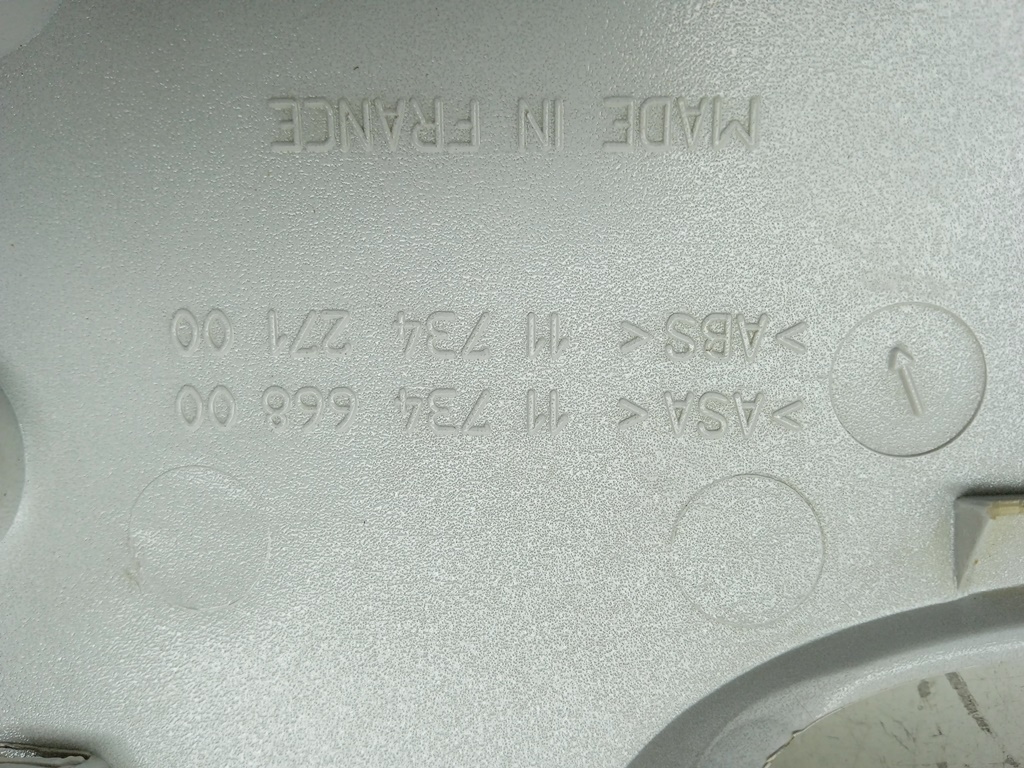 >ASA< 11 734 668 00
>ABS< 11 734 271 00
MADE IN FRANCE